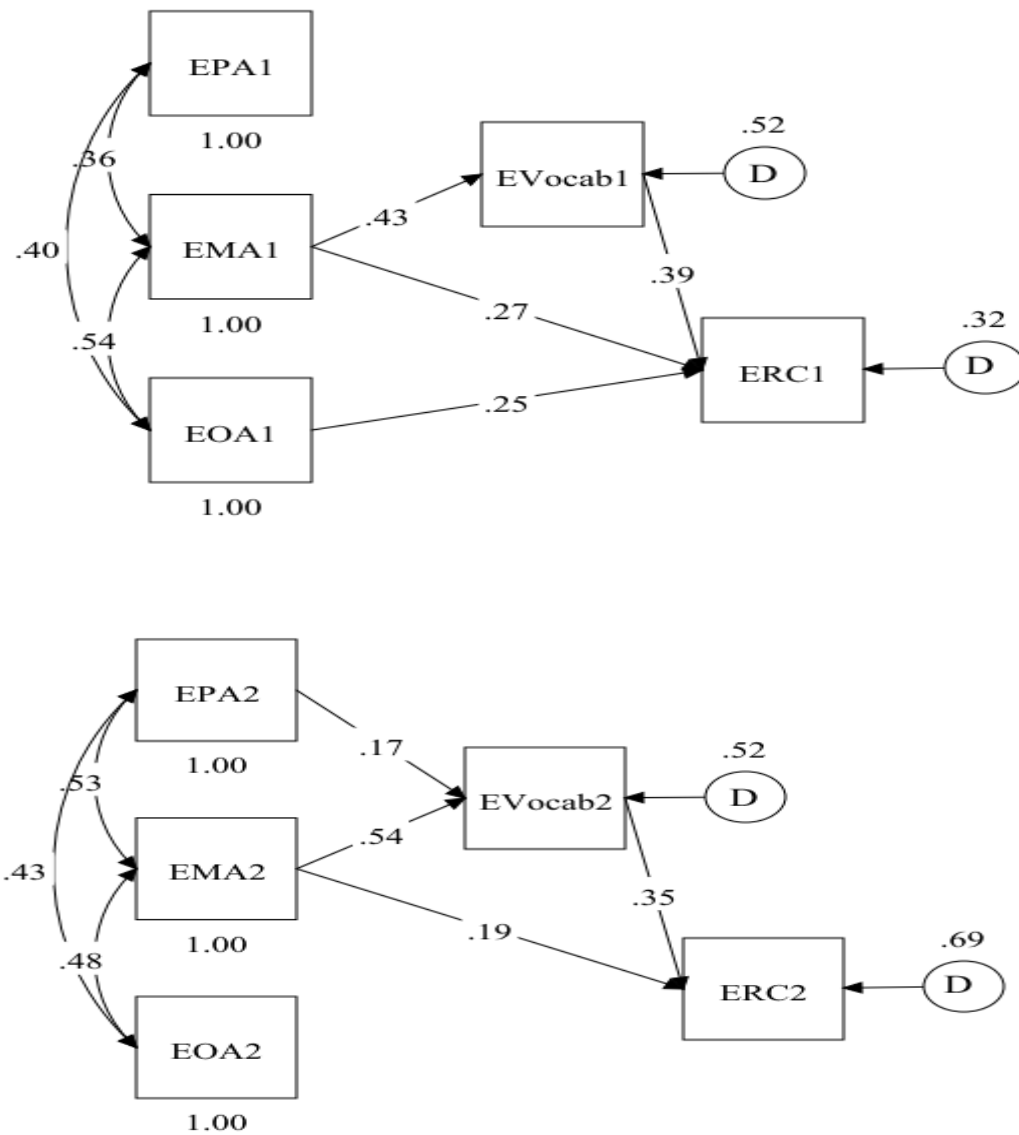 EPA1
1.00
.36
.40
EMA1
1.00
.54
EOA1
1.00
.43
EVocab1
.52
D
.39
.27
.25
ERC1
.32
D
EPA2
1.00
.53
.43
EMA2
1.00
.48
EOA2
1.00
.17
.54
EVocab2
.52
D
.35
.19
ERC2
.69
D